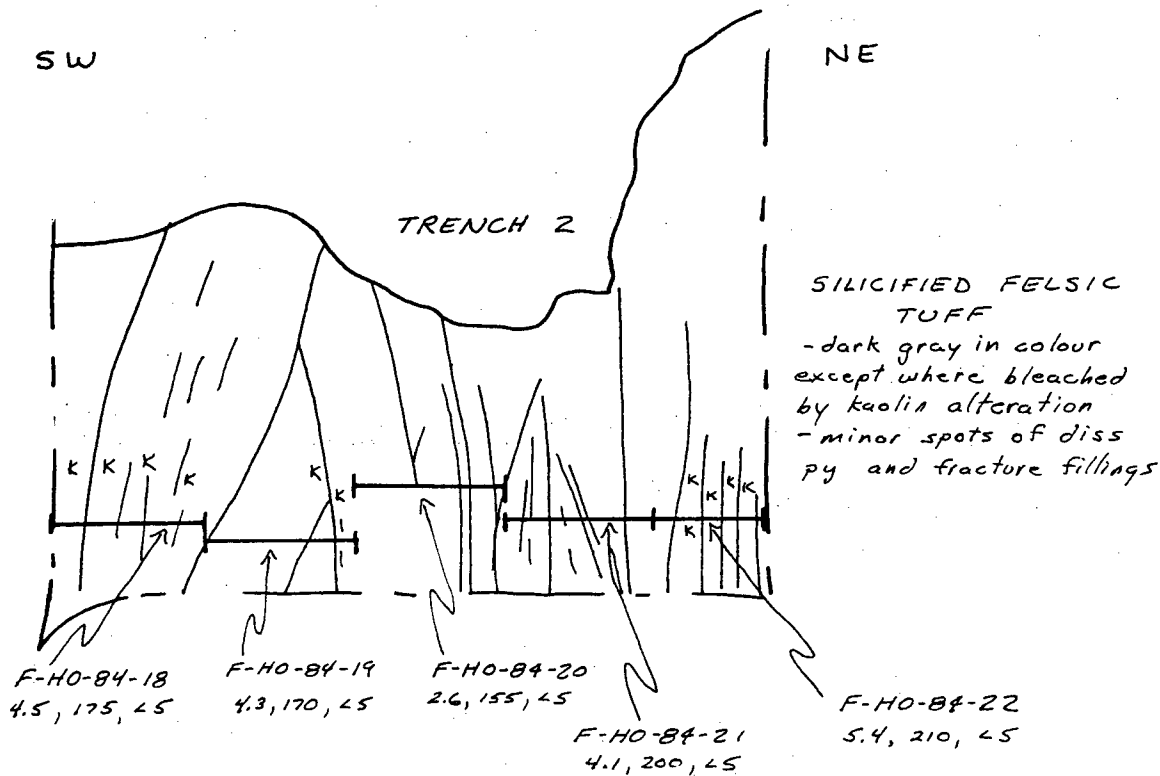 SW
NE
TRENCH 2
SILICIFIED FELSIC
TUFF
-dark gray in colour
except where bleached
by kaolin alteration
-minor spots of diss
py and fracture fillings
K K K K
K K
K K K K
K
F-HO-84-18
4.5, 175, <5
F-HO-84-19
4.3, 170, <5
F-HO-84-20
2.6, 155, <5
F-HO-84-21
4.1, 200, <5
F-HO-84-22
5.4, 210, <5